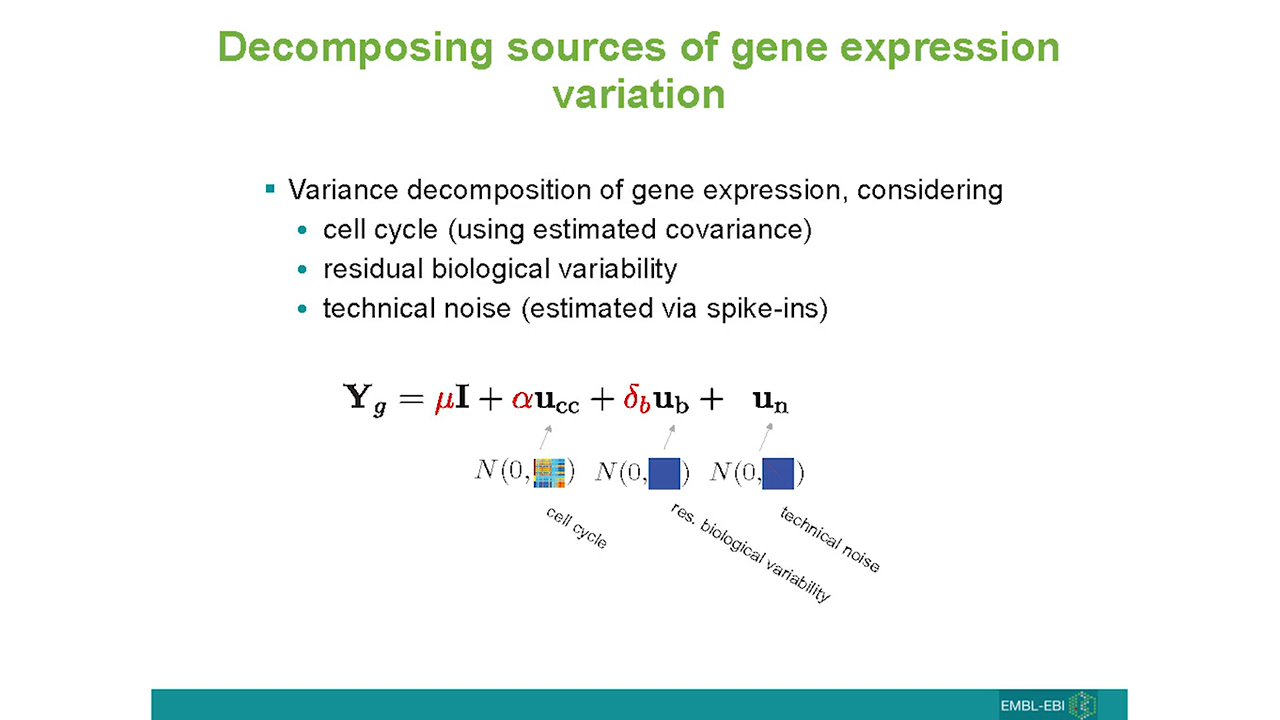 Decomposing sources of gene expression
variation
Variance decomposition of gene expression, considering
cell cycle (using estimated covariance)
residual biological variability
technical noise (estimated via spike-ins)
Y_g = μI + αu_cc + δ_b u_b + u_n
N(0, ) N(0, ) N(0, )
cell cycle
res. biological variability
technical noise
EMBL-EBI